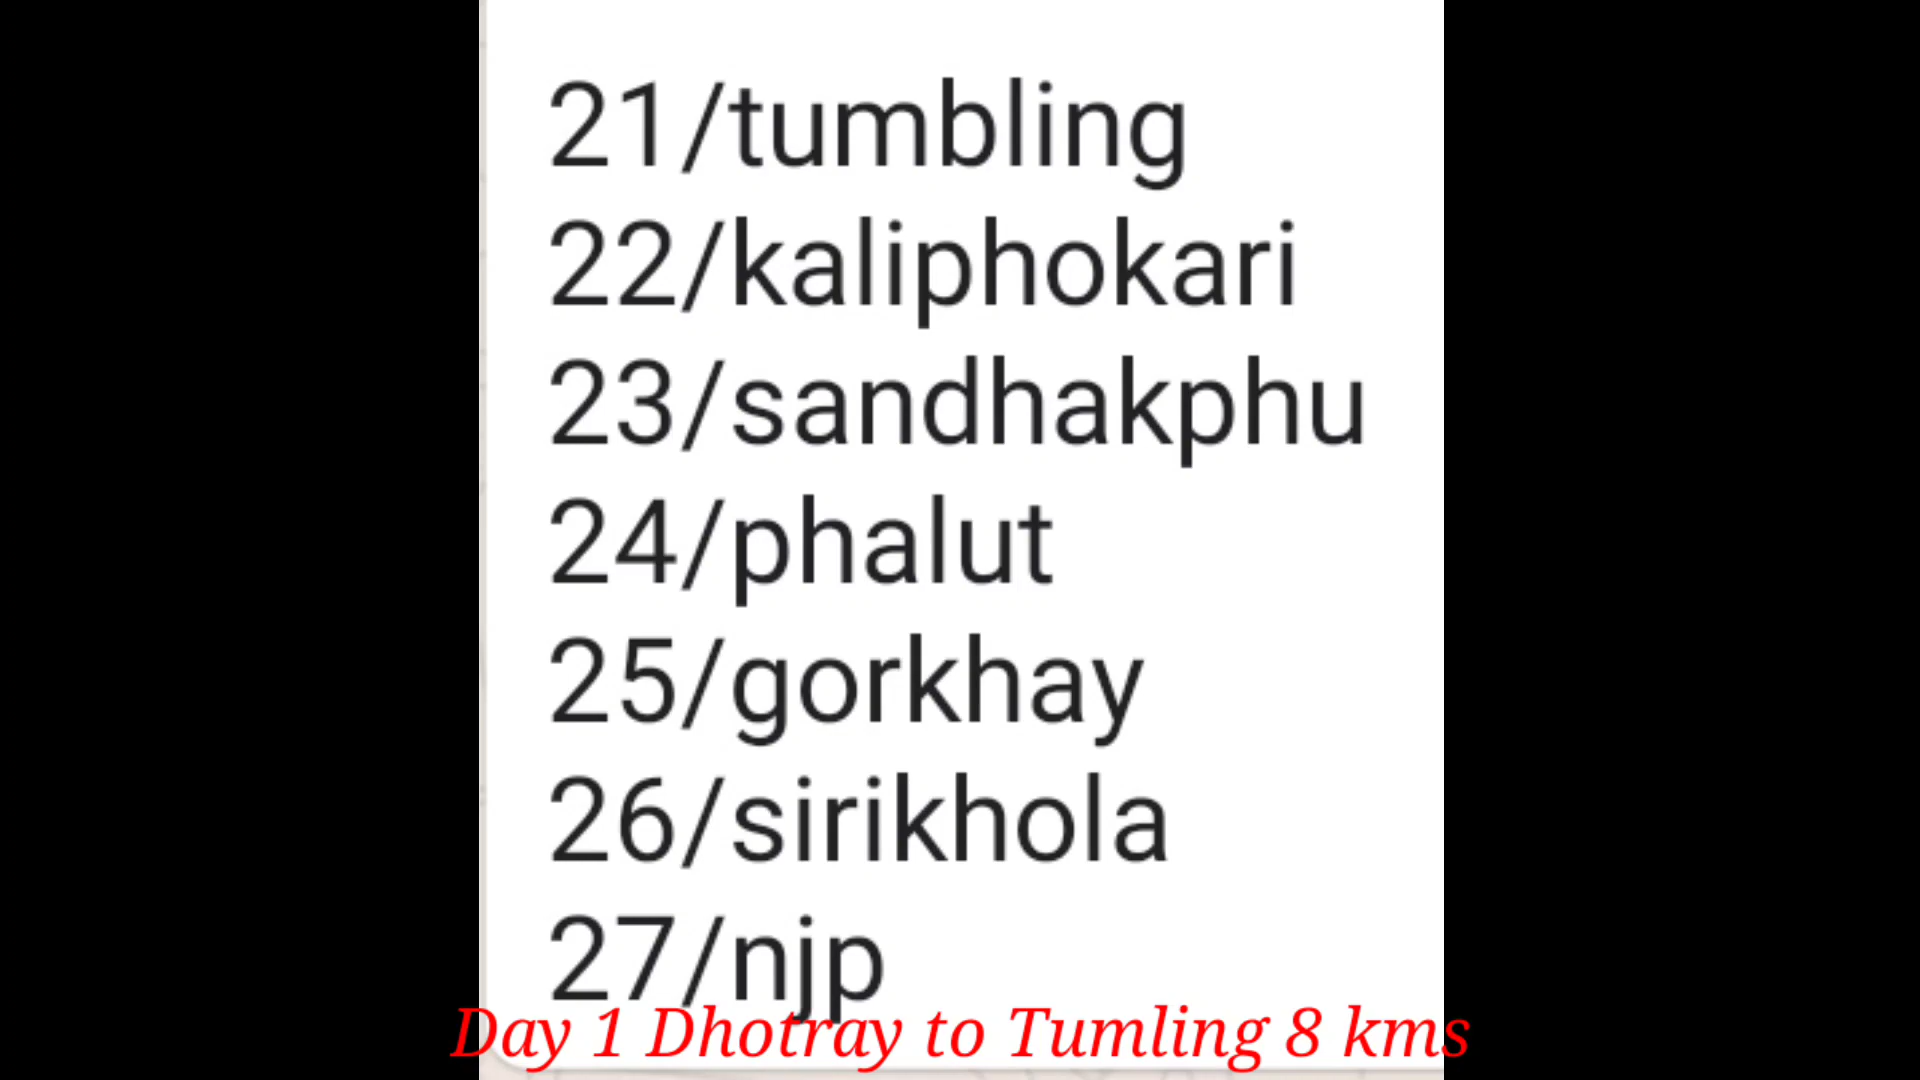 21/tumbling
22/kaliphokari
23/sandhakphu
24/phalut
25/gorkhay
26/sirikhola
27/njp
Day 1 Dhotray to Tumling 8 kms